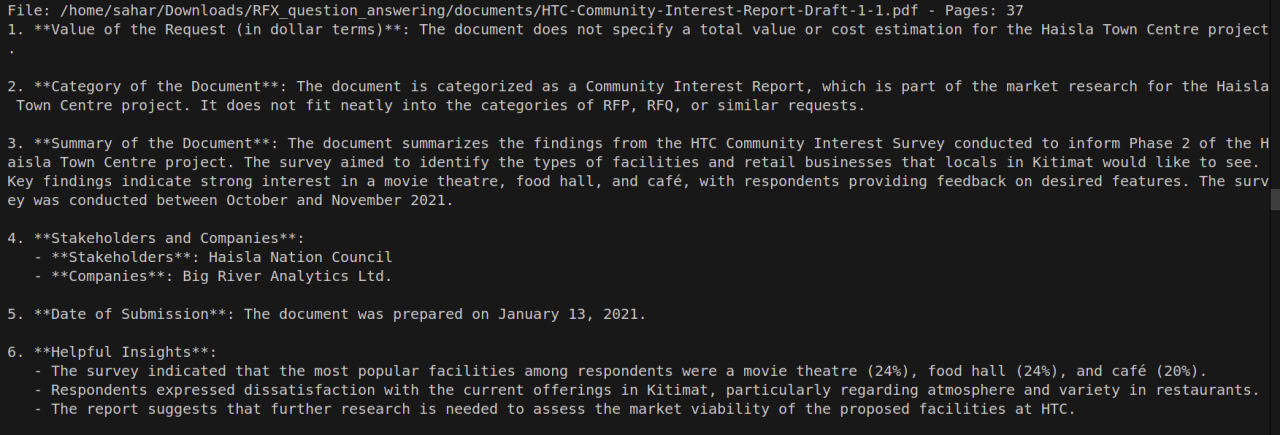 File: /home/sahar/Downloads/RFX_question_answering/documents/HTC-Community-Interest-Report-Draft-1-1.pdf - Pages: 37
1. **Value of the Request (in dollar terms)**: The document does not specify a total value or cost estimation for the Haisla Town Centre project
.
2. **Category of the Document**: The document is categorized as a Community Interest Report, which is part of the market research for the Haisla
Town Centre project. It does not fit neatly into the categories of RFP, RFQ, or similar requests.
3. **Summary of the Document**: The document summarizes the findings from the HTC Community Interest Survey conducted to inform Phase 2 of the H
aisla Town Centre project. The survey aimed to identify the types of facilities and retail businesses that locals in Kitimat would like to see.
Key findings indicate strong interest in a movie theatre, food hall, and café, with respondents providing feedback on desired features. The surv
ey was conducted between October and November 2021.
4. **Stakeholders and Companies**:
- **Stakeholders**: Haisla Nation Council
- **Companies**: Big River Analytics Ltd.
5. **Date of Submission**: The document was prepared on January 13, 2021.
6. **Helpful Insights**:
- The survey indicated that the most popular facilities among respondents were a movie theatre (24%), food hall (24%), and café (20%).
- Respondents expressed dissatisfaction with the current offerings in Kitimat, particularly regarding atmosphere and variety in restaurants.
- The report suggests that further research is needed to assess the market viability of the proposed facilities at HTC.